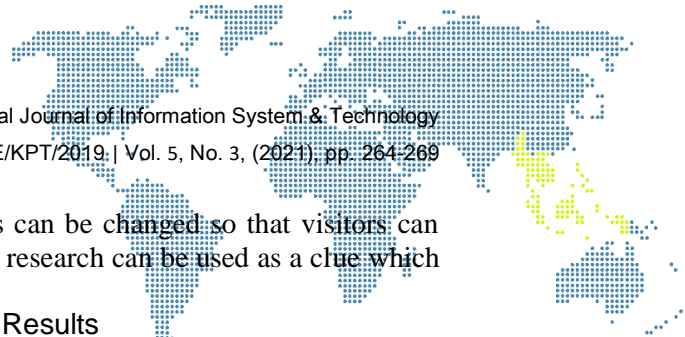 al Journal of Information System & Technology
E/KPT/2019 | Vol. 5, No. 3, (2021), pp. 264-269
s can be changed so that visitors can
research can be used as a clue which
Results